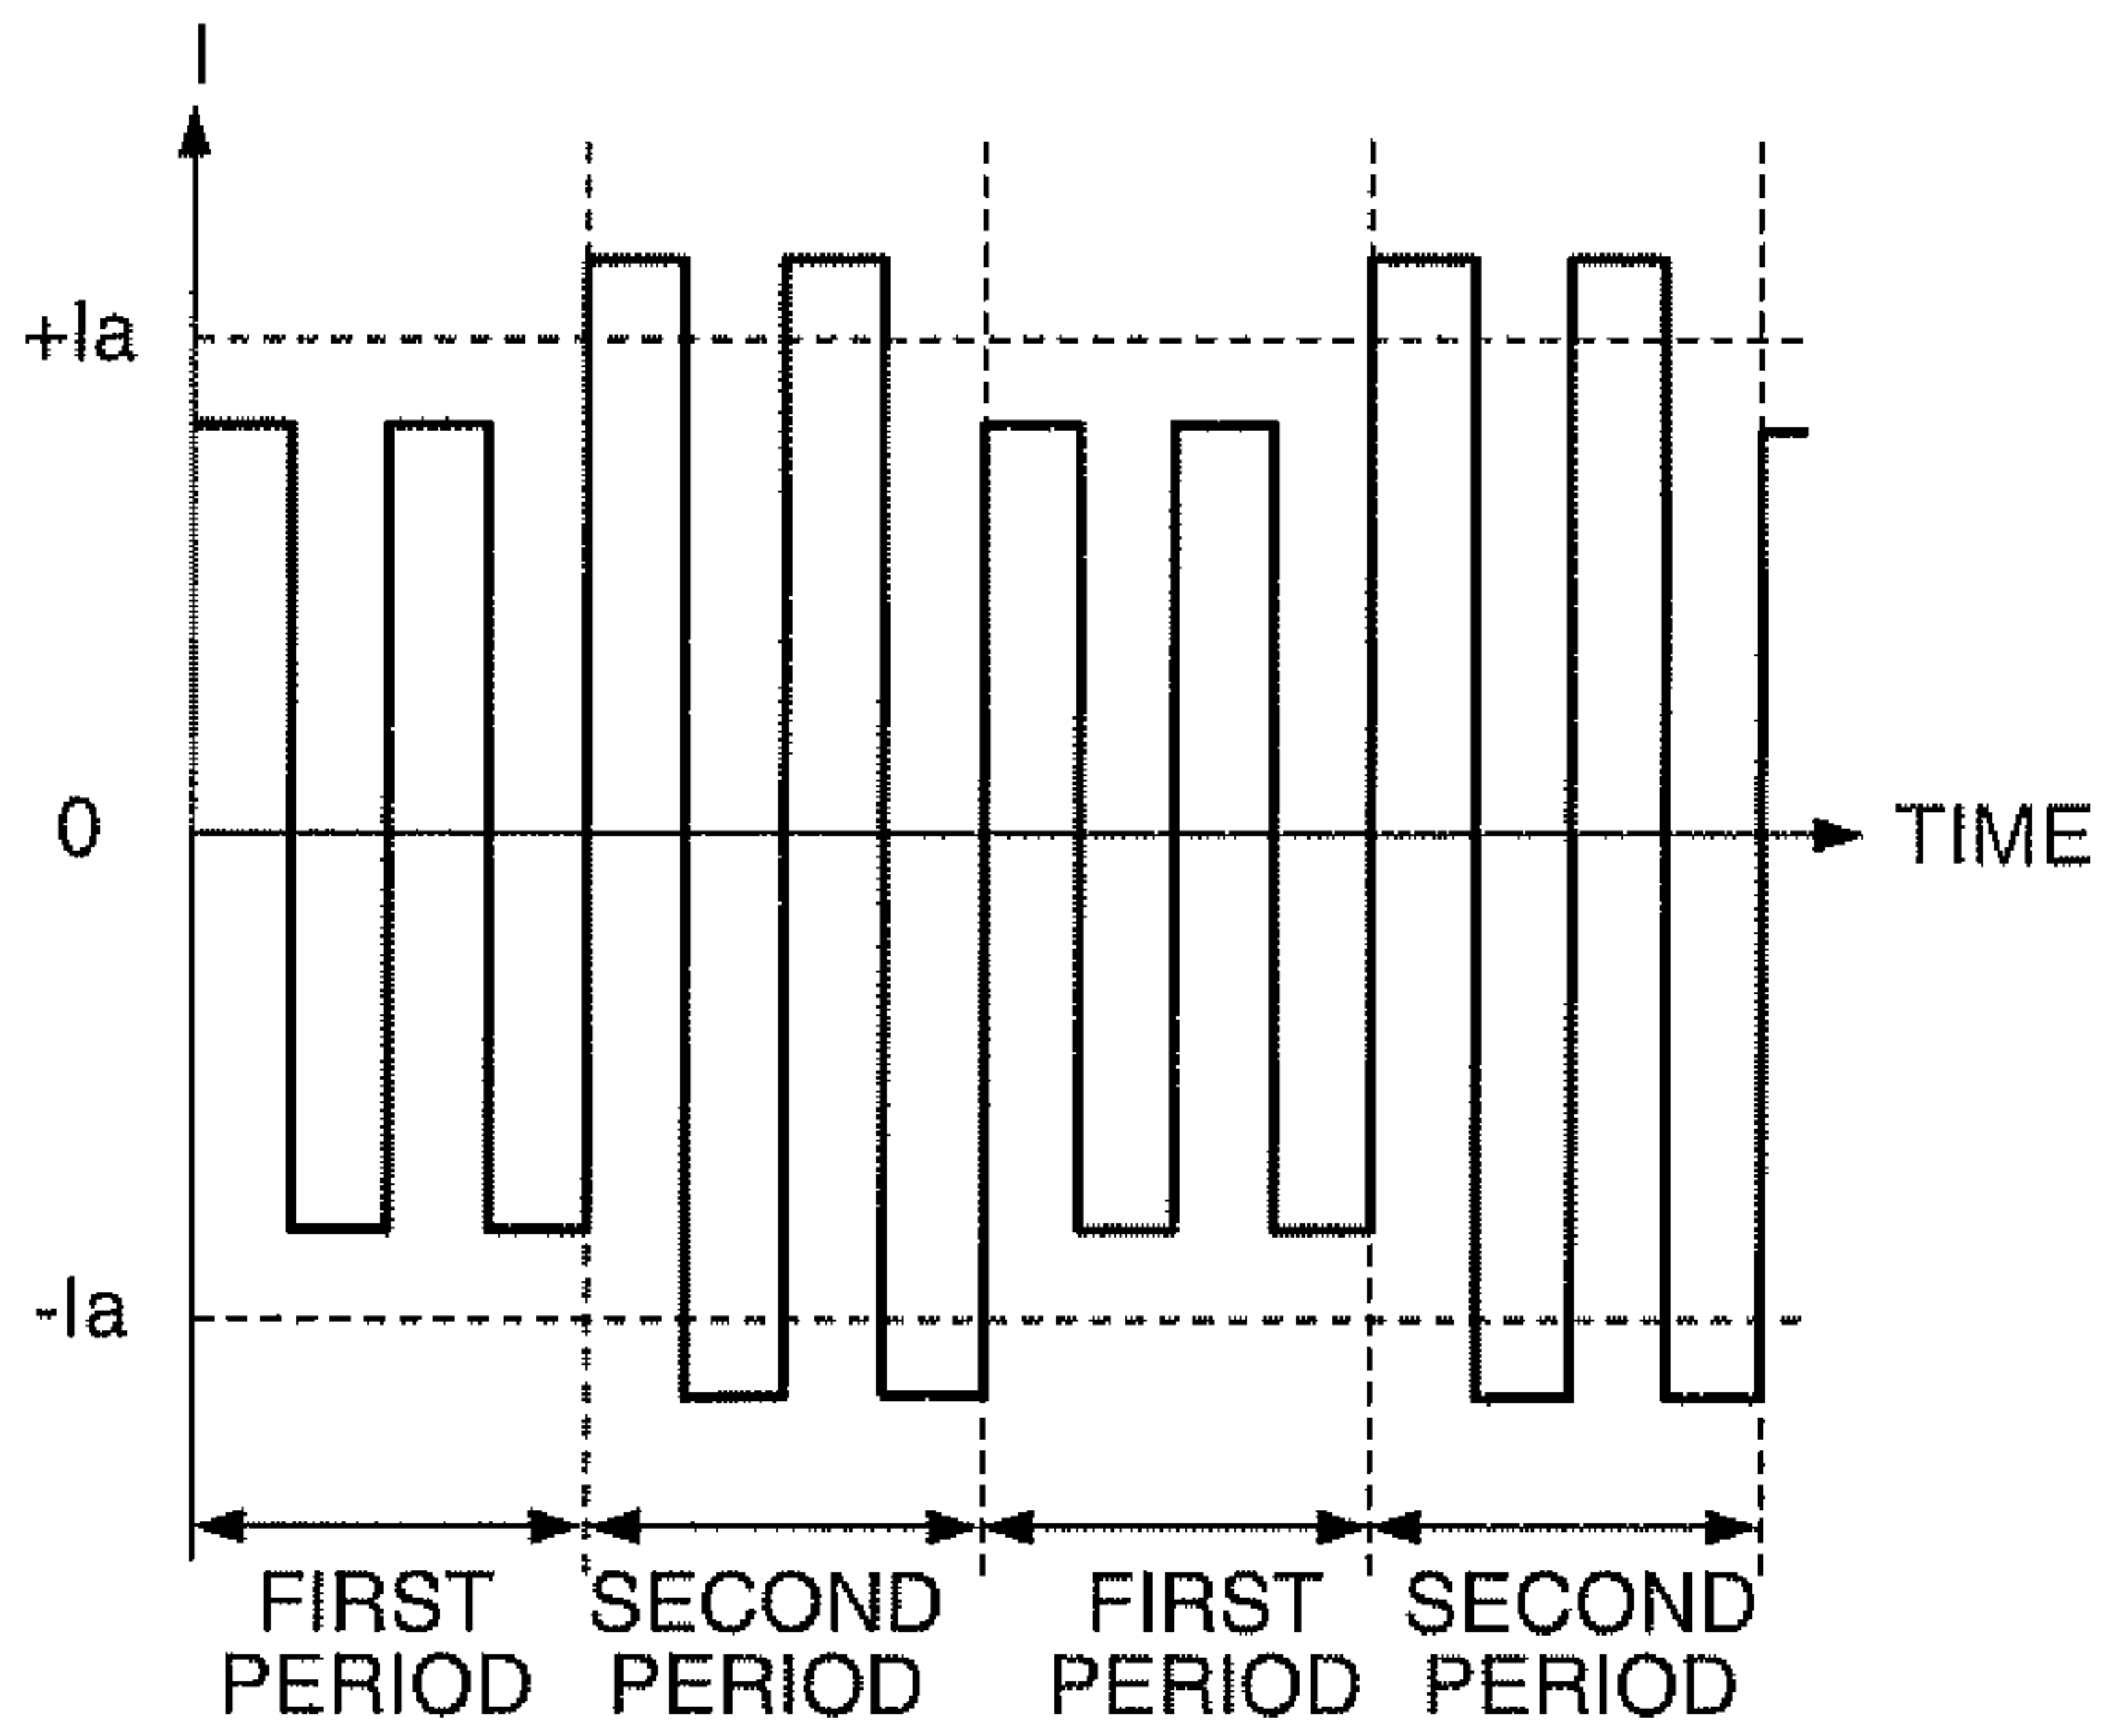 I
+Ia
0
TIME
-Ia
FIRST PERIOD
SECOND PERIOD
FIRST PERIOD
SECOND PERIOD